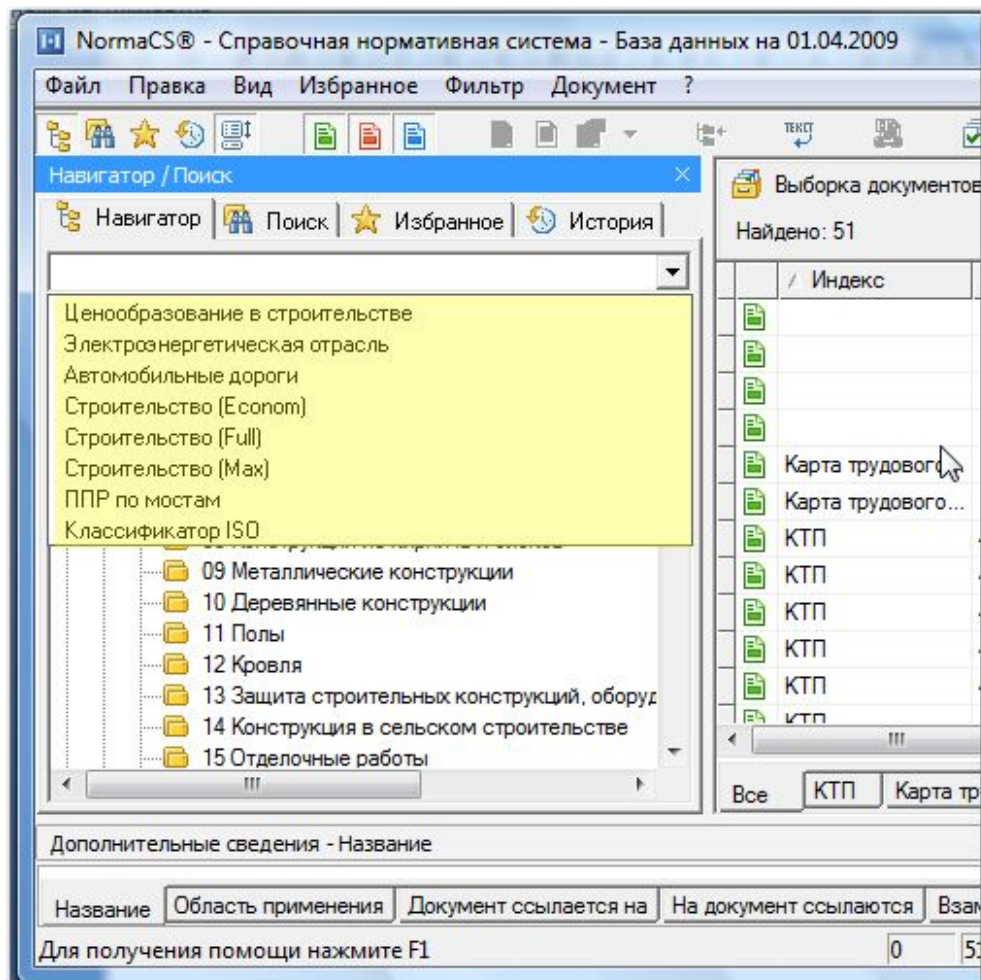 NormaCS® - Справочная нормативная система - База данных на 01.04.2009
Файл Правка Вид Избранное Фильтр Документ ?
ТЕКСТ
Навигатор / Поиск
Навигатор Поиск Избранное История
Ценообразование в строительстве
Электроэнергетическая отрасль
Автомобильные дороги
Строительство (Econom)
Строительство (Full)
Строительство (Max)
ППР по мостам
Классификатор ISO
09 Металлические конструкции
10 Деревянные конструкции
11 Полы
12 Кровля
13 Защита строительных конструкций, оборуд
14 Конструкция в сельском строительстве
15 Отделочные работы
Выборка документов
Найдено: 51
Индекс
Карта трудового
Карта трудового...
КТП
КТП
КТП
КТП
КТП
КТП
Все КТП Карта тр
Дополнительные сведения - Название
Название Область применения Документ ссылается на На документ ссылаются Взам
Для получения помощи нажмите F1 0 51